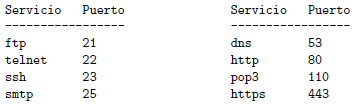 Servicio Puerto Servicio Puerto
----------------- -----------------
ftp 21 dns 53
telnet 22 http 80
ssh 23 pop3 110
smtp 25 https 443